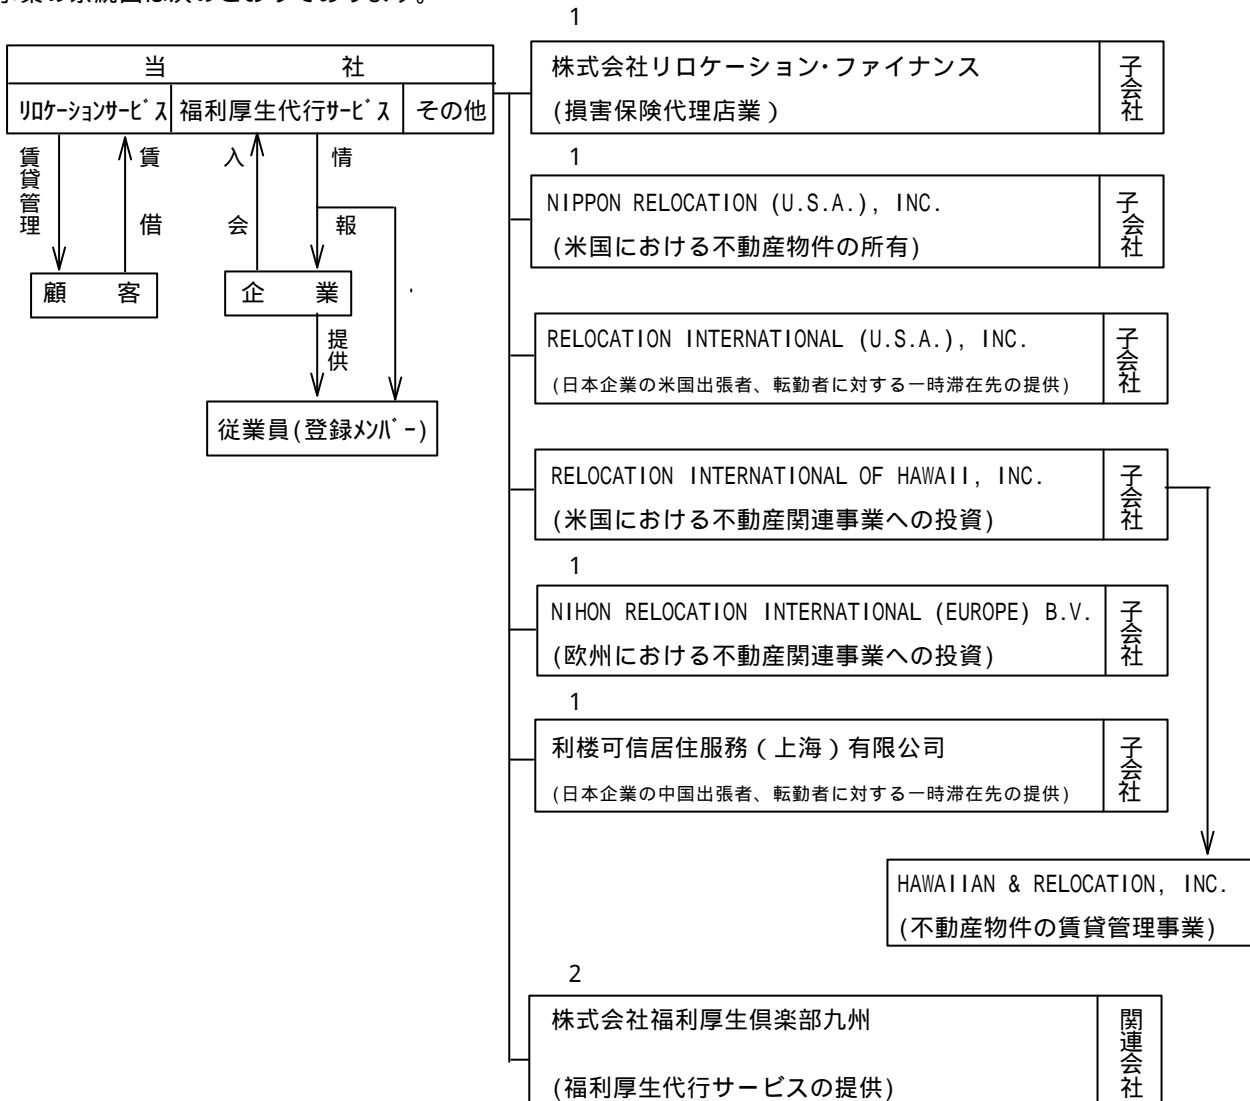 事業の系統図は次のとおりであります。
当 社
リロケーションサービス 福利厚生代行サービス その他
賃貸管理
賃借
入会
情報
顧 客
企 業
提供
従業員(登録メンバー)
1
株式会社リロケーション・ファイナンス
(損害保険代理店業)
子会社
1
NIPPON RELOCATION (U.S.A.), INC.
(米国における不動産物件の所有)
子会社
RELOCATION INTERNATIONAL (U.S.A.), INC.
(日本企業の米国出張者、転勤者に対する一時滞在先の提供)
子会社
RELOCATION INTERNATIONAL OF HAWAII, INC.
(米国における不動産関連事業への投資)
子会社
1
NIHON RELOCATION INTERNATIONAL (EUROPE) B.V.
(欧州における不動産関連事業への投資)
子会社
1
利楼可信居住服務(上海)有限公司
(日本企業の中国出張者、転勤者に対する一時滞在先の提供)
子会社
HAWAIIAN & RELOCATION, INC.
(不動産物件の賃貸管理事業)
2
株式会社福利厚生倶楽部九州
(福利厚生代行サービスの提供)
関連会社